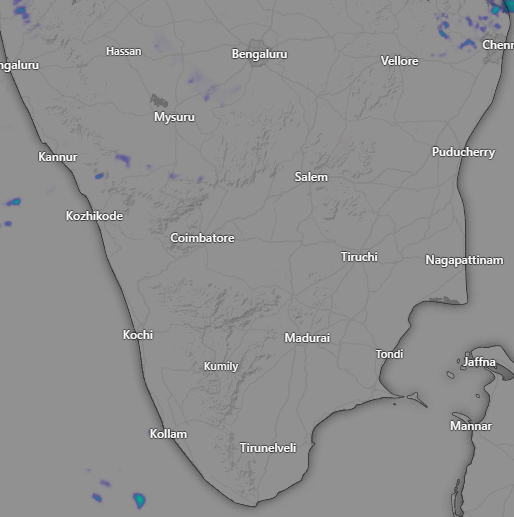 Hassan
Bengaluru
Chenn
Vellore
ngaluru
Mysuru
Kannur
Puducherry
Salem
Kozhikode
Coimbatore
Tiruchi
Nagapattinam
Kochi
Madurai
Tondi
Jaffna
Kumily
Mannar
Kollam
Tirunelveli